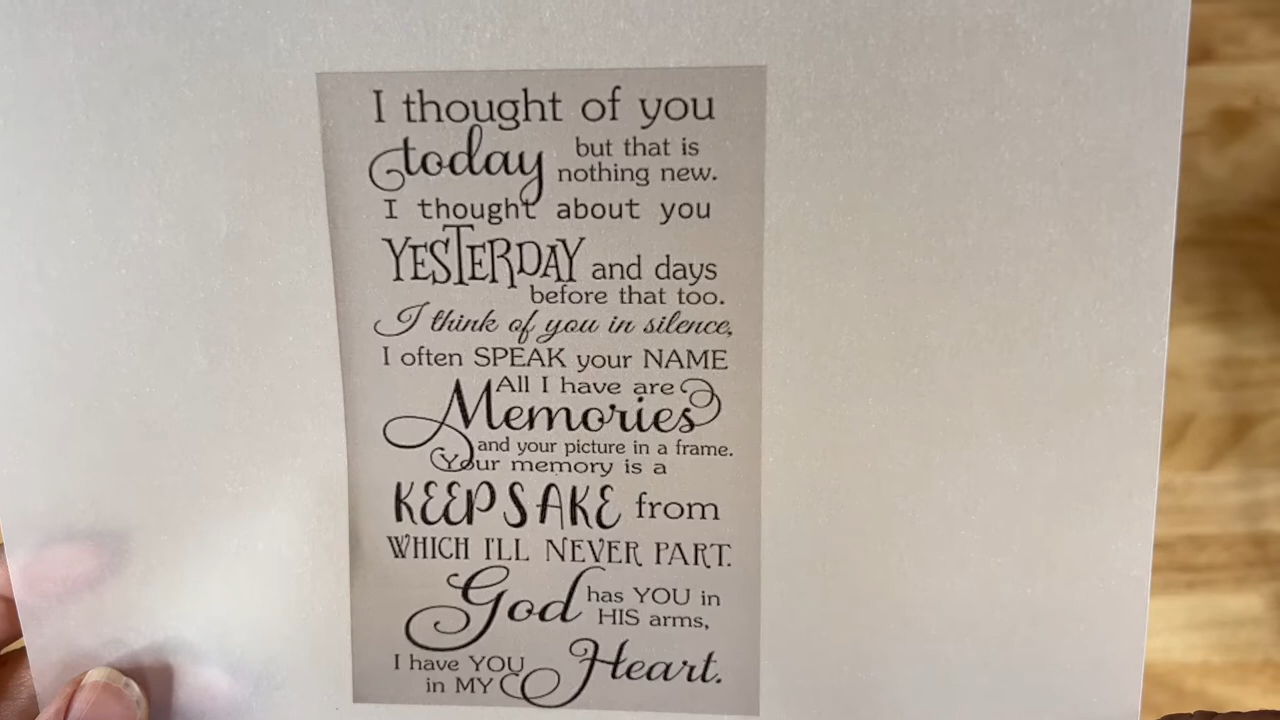 I thought of you
today but that is
nothing new.
I thought about you
YESTERDAY and days
before that too.
I think of you in silence,
I often SPEAK your NAME
All I have are
Memories
and your picture in a frame.
Your memory is a
KEEPSAKE from
WHICH I'LL NEVER PART.
God has YOU in
HIS arms,
I have YOU
in MY Heart.